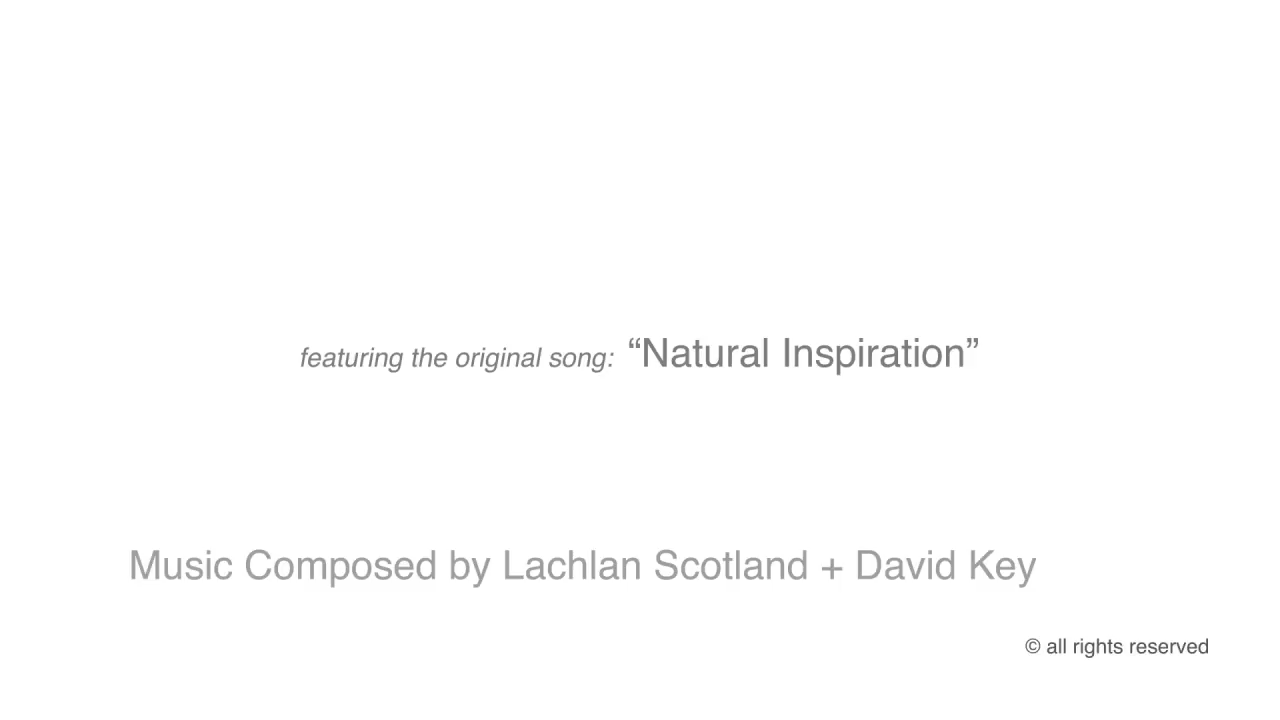 featuring the original song: “Natural Inspiration”
Music Composed by Lachlan Scotland + David Key
© all rights reserved